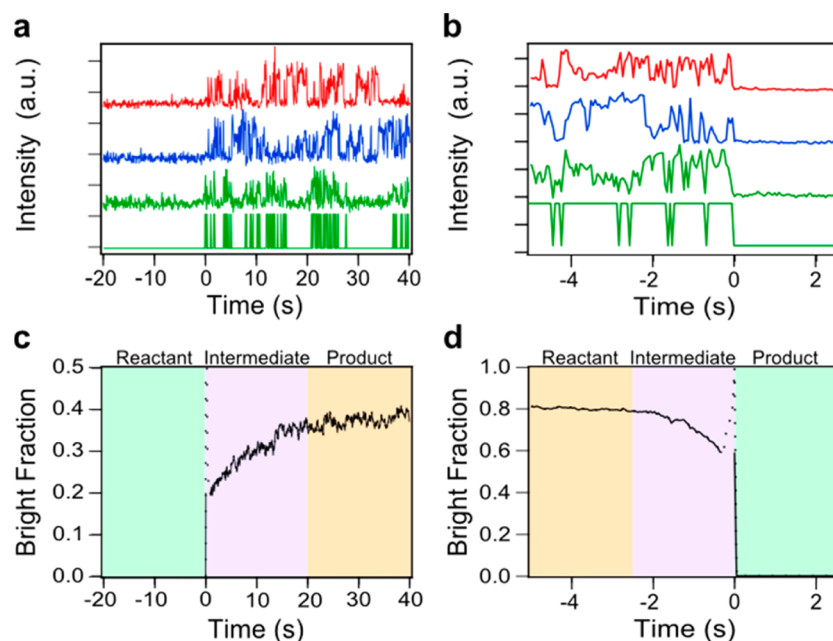 a
b
Intensity (a.u.)
Intensity (a.u.)
-20 -10 0 10 20 30 40
-4 -2 0 2
Time (s)
Time (s)
c
d
Reactant Intermediate Product
Reactant Intermediate Product
0.5
0.4
0.3
0.2
0.1
0.0
Bright Fraction
1.0
0.8
0.6
0.4
0.2
0.0
Bright Fraction
-20 -10 0 10 20 30 40
-4 -2 0 2
Time (s)
Time (s)